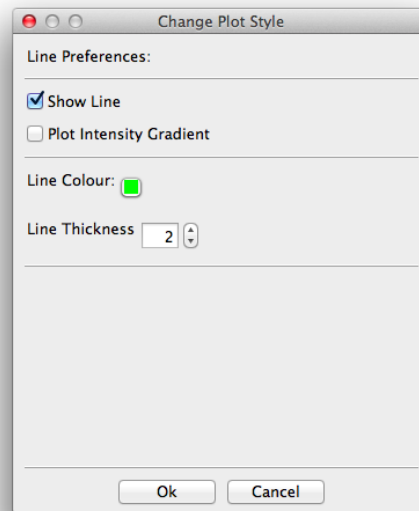 Change Plot Style
Line Preferences:
Show Line
Plot Intensity Gradient
Line Colour:
Line Thickness 2
Ok Cancel